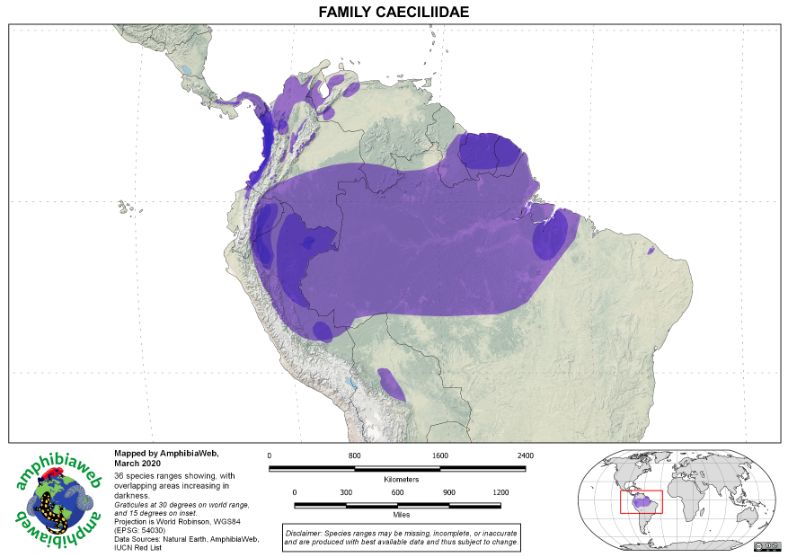 FAMILY CAECILIIDAE
amphibiaweb
amphibiaweb
Mapped by AmphibiaWeb,
March 2020
36 species ranges showing, with
overlapping areas increasing in
darkness.
Graticules at 30 degrees on world range,
and 15 degrees on inset.
Projection is World Robinson, WGS84
(EPSG: 54030)
Data Sources: Natural Earth, AmphibiaWeb,
IUCN Red List
0 800 1600 2400
Kilometers
0 300 600 900 1200
Miles
Disclaimer: Species ranges may be missing, incomplete, or inaccurate
and are produced with best available data and thus subject to change.